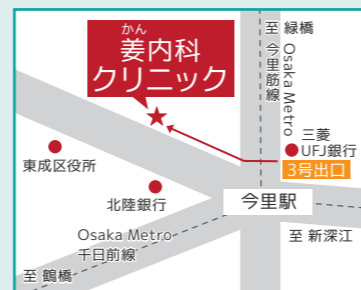 かん
姜内科
クリニック
至 緑橋
Osaka Metro
今里筋線
三菱
UFJ銀行
3号出口
東成区役所
北陸銀行
今里駅
Osaka Metro
千日前線
至 新深江
至 鶴橋